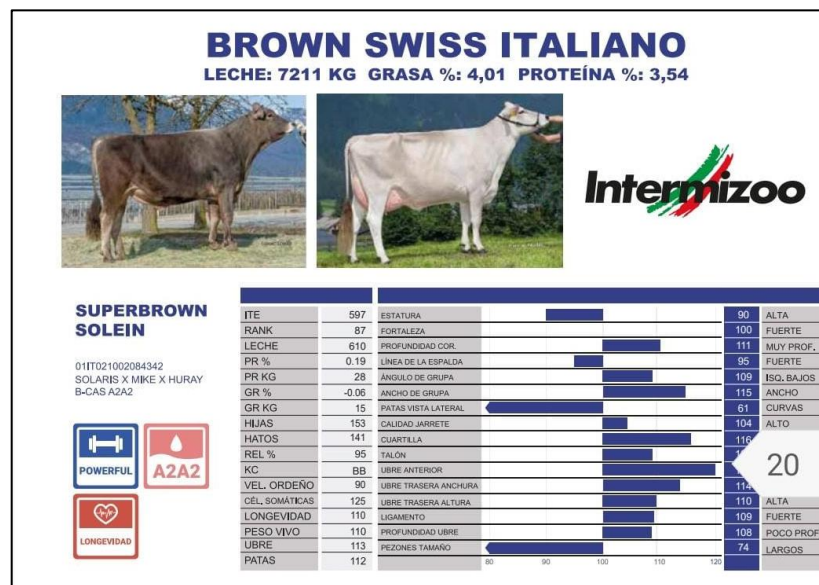 BROWN SWISS ITALIANO
LECHE: 7211 KG GRASA %: 4,01 PROTEÍNA %: 3,54
Intermizoo
SUPERBROWN
SOLEIN
01IT021002084342
SOLARIS X MIKE X HURAY
B-CAS A2A2
POWERFUL
A2A2
LONGEVIDAD
ITE 597
RANK 87
LECHE 610
PR % 0.19
PR KG 28
GR % -0.06
GR KG 15
HIJAS 153
HATOS 141
REL % 95
KC BB
VEL. ORDEÑO 90
CÉL. SOMÁTICAS 125
LONGEVIDAD 110
PESO VIVO 110
UBRE 113
PATAS 112
ESTATURA 90 ALTA
FORTALEZA 100 FUERTE
PROFUNDIDAD COR. 111 MUY PROF.
LÍNEA DE LA ESPALDA 95 FUERTE
ÁNGULO DE GRUPA 109 ISQ. BAJOS
ANCHO DE GRUPA 115 ANCHO
PATAS VISTA LATERAL 61 CURVAS
CALIDAD JARRETE 104 ALTO
CUARTILLA 116
TALÓN
UBRE ANTERIOR
UBRE TRASERA ANCHURA 114
UBRE TRASERA ALTURA 110 ALTA
LIGAMENTO 109 FUERTE
PROFUNDIDAD UBRE 108 POCO PROF
PEZONES TAMAÑO 74 LARGOS
80 90 100 110 120
20